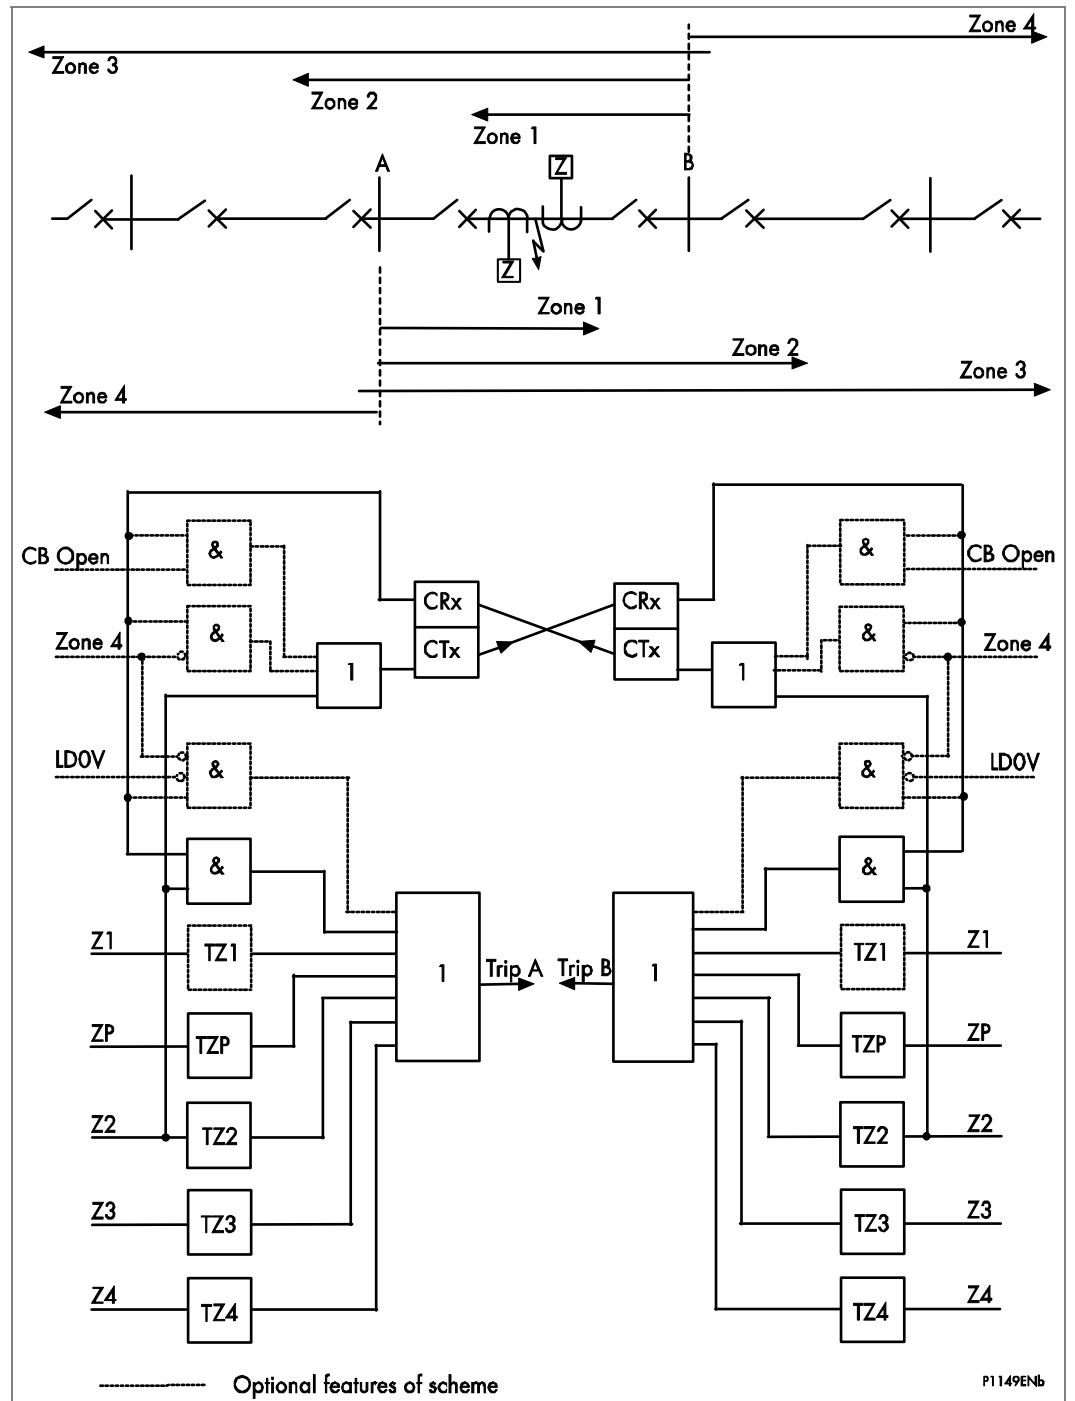 Zone 4
Zone 3
Zone 2
Zone 1
A
B
Z
Z
Zone 1
Zone 2
Zone 3
Zone 4
CB Open
&
&
CB Open
CRx
CRx
Zone 4
&
&
Zone 4
CTx
CTx
1
1
LD0V
&
&
LD0V
&
&
Z1
TZ1
1
Trip A
Trip B
1
TZ1
Z1
ZP
TZP
TZP
ZP
Z2
TZ2
TZ2
Z2
Z3
TZ3
TZ3
Z3
Z4
TZ4
TZ4
Z4
Optional features of scheme
P1149ENb